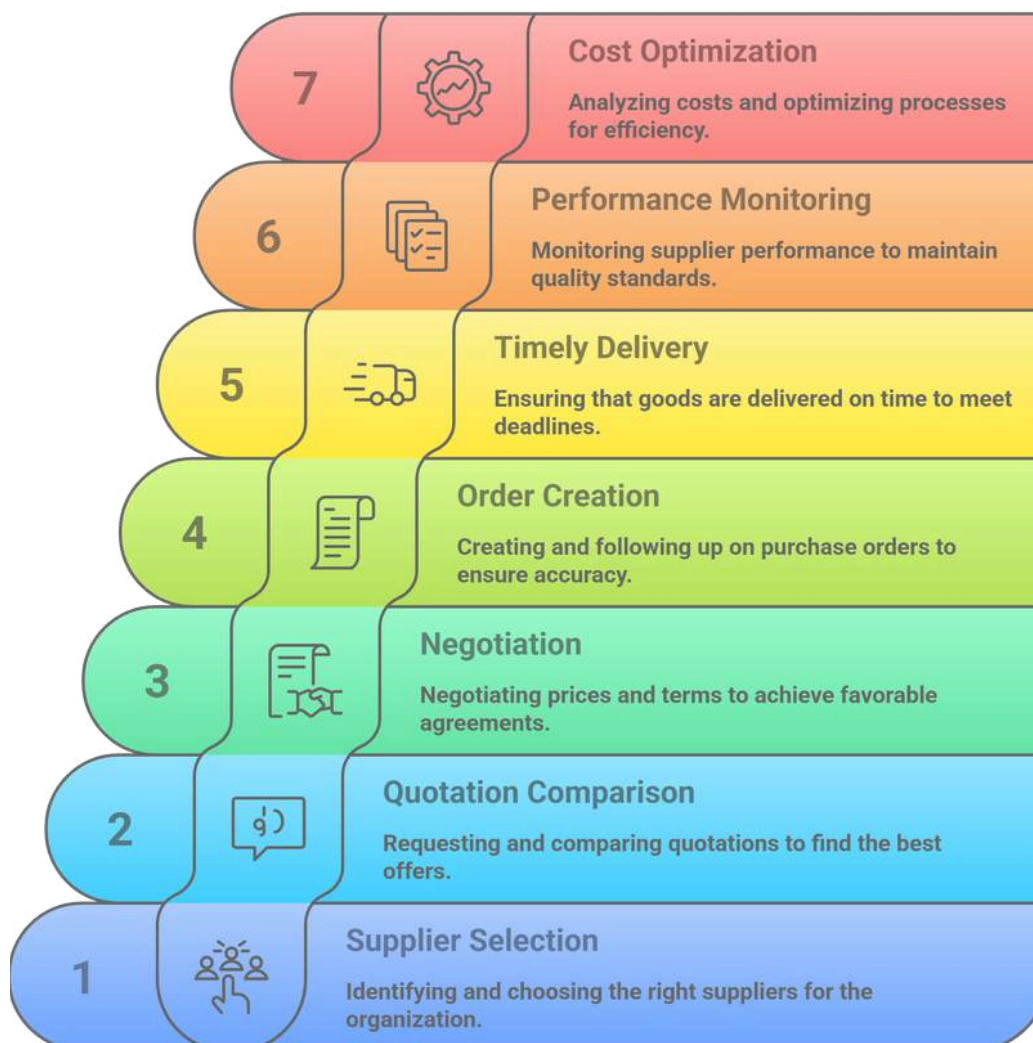 7
Cost Optimization
Analyzing costs and optimizing processes
for efficiency.
6
Performance Monitoring
Monitoring supplier performance to maintain
quality standards.
5
Timely Delivery
Ensuring that goods are delivered on time to meet
deadlines.
4
Order Creation
Creating and following up on purchase orders to
ensure accuracy.
3
Negotiation
Negotiating prices and terms to achieve favorable
agreements.
2
Quotation Comparison
Requesting and comparing quotations to find the best
offers.
1
Supplier Selection
Identifying and choosing the right suppliers for the
organization.